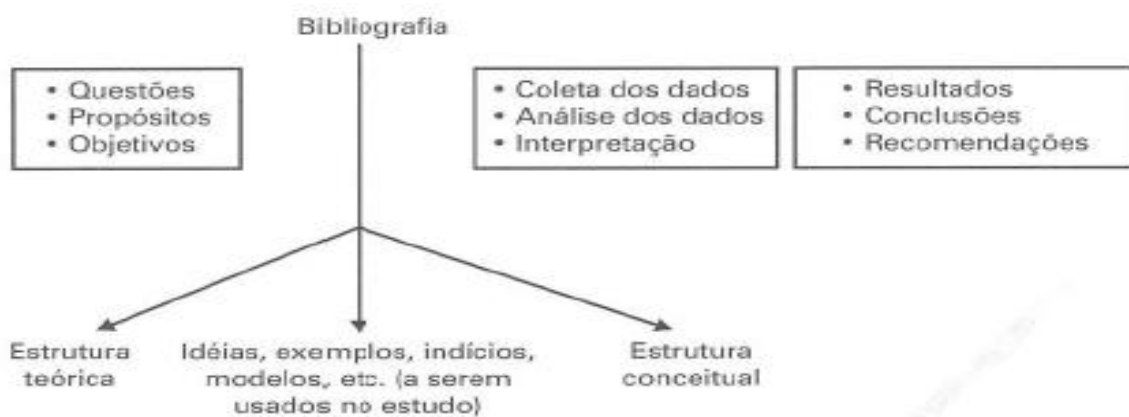 Bibliografia
• Questões
• Propósitos
• Objetivos
• Coleta dos dados
• Análise dos dados
• Interpretação
• Resultados
• Conclusões
• Recomendações
Estrutura
teórica
Idéias, exemplos, indícios,
modelos, etc. (a serem
usados no estudo)
Estrutura
conceitual